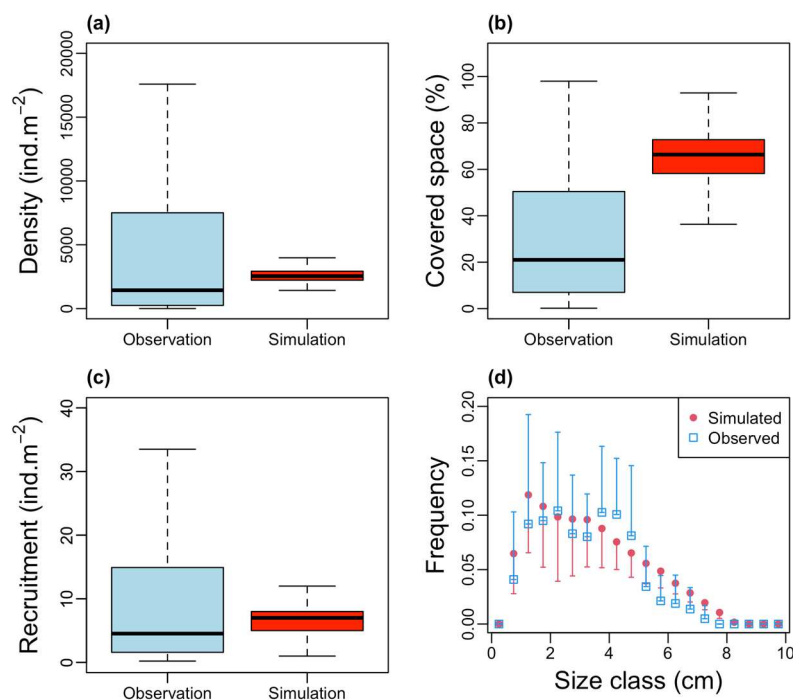 (a)
Density (ind.m⁻²)
20000
15000
10000
5000
0
Observation Simulation
(b)
Covered space (%)
100
80
60
40
20
0
Observation Simulation
(c)
Recruitment (ind.m⁻²)
40
30
20
10
0
Observation Simulation
(d)
Simulated
Observed
Frequency
0.20
0.15
0.10
0.05
0.00
0 2 4 6 8 10
Size class (cm)